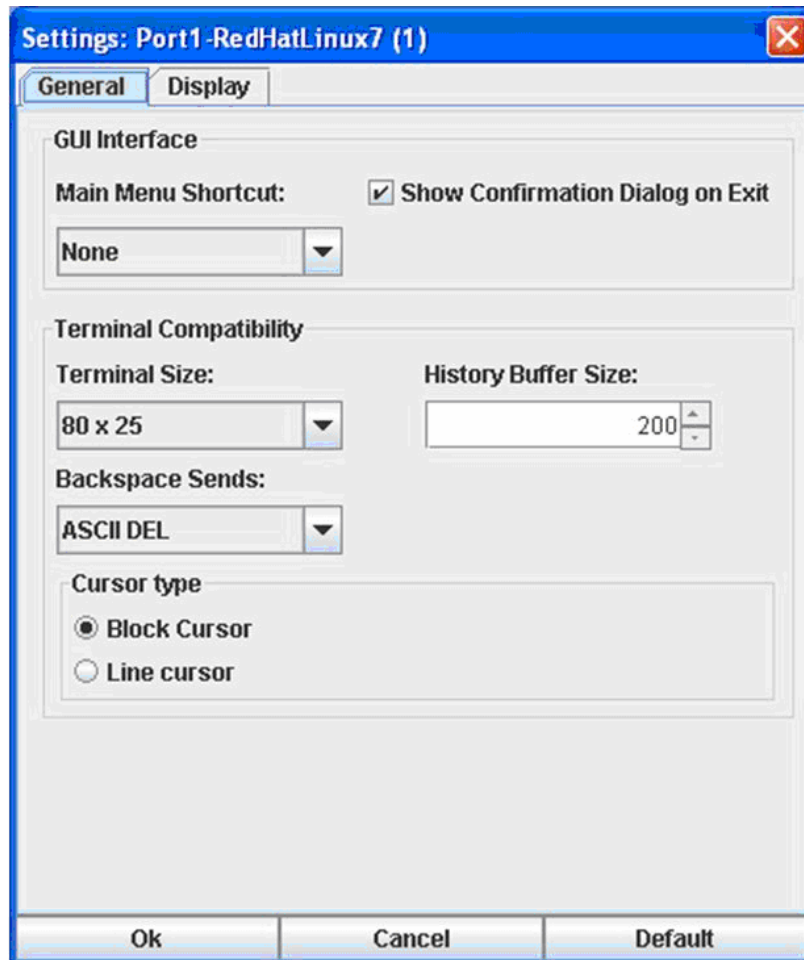 Settings: Port1-RedHatLinux7 (1)
General Display
GUI Interface
Main Menu Shortcut: Show Confirmation Dialog on Exit
None
Terminal Compatibility
Terminal Size: History Buffer Size:
80 x 25 200
Backspace Sends:
ASCII DEL
Cursor type
Block Cursor
Line cursor
Ok Cancel Default